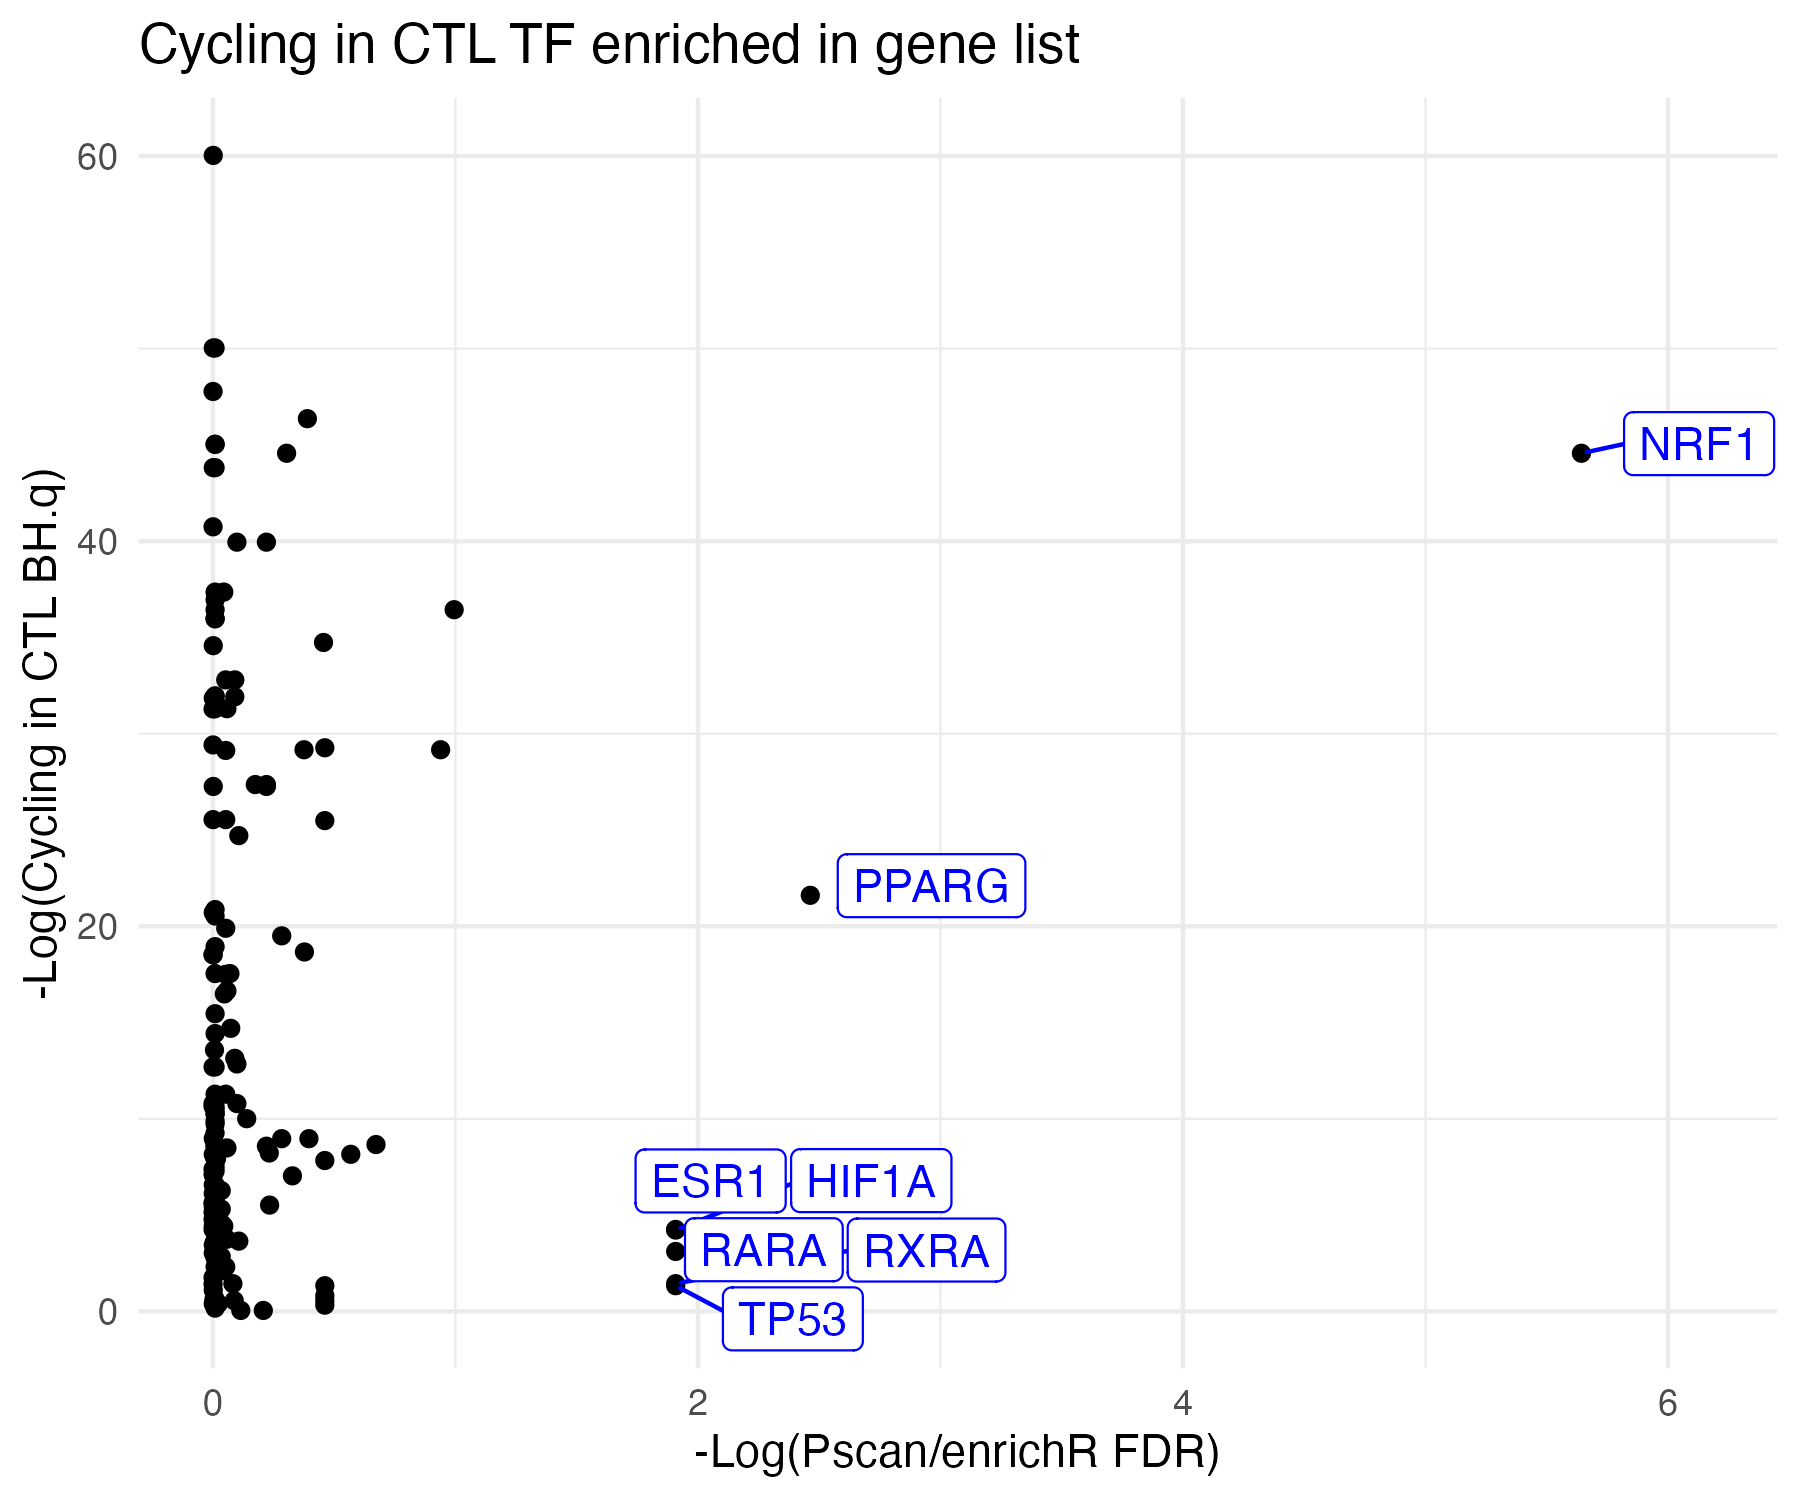 Cycling in CTL TF enriched in gene list
-Log(Cycling in CTL BH.q)
60
40
20
0
NRF1
PPARG
ESR1
HIF1A
RARA
RXRA
TP53
0
2
4
6
-Log(Pscan/enrichR FDR)